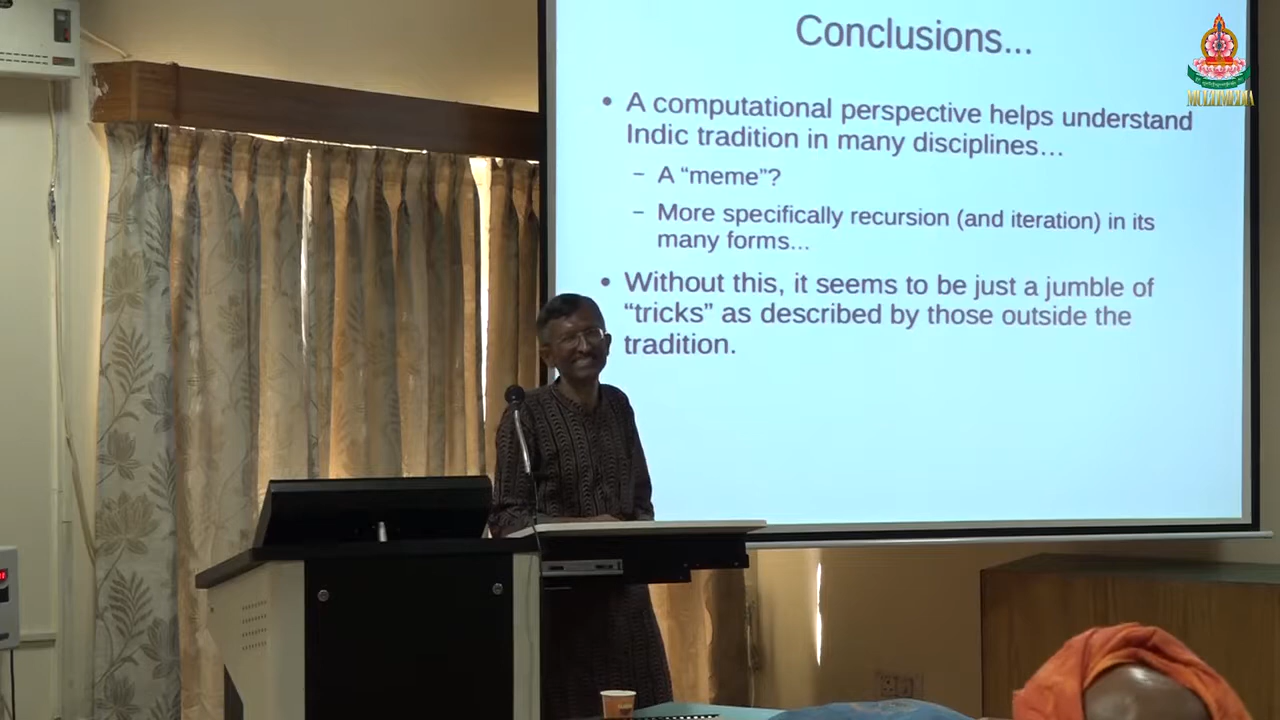 Conclusions...
• A computational perspective helps understand
Indic tradition in many disciplines...
– A “meme”?
– More specifically recursion (and iteration) in its
many forms...
• Without this, it seems to be just a jumble of
“tricks” as described by those outside the
tradition.
MULTIMEDIA